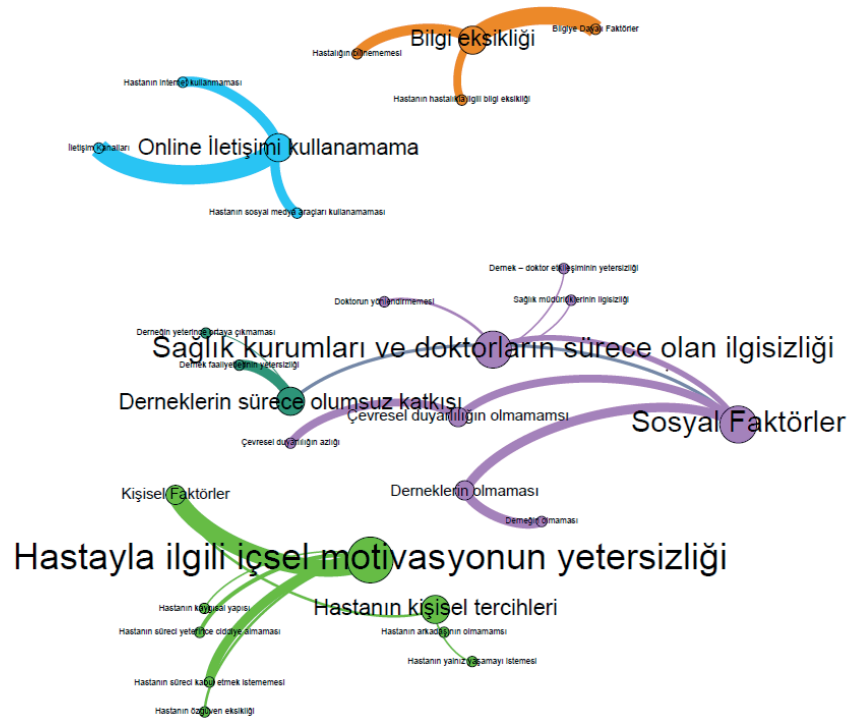 Bilgi eksikliği
Bilgiye Dayalı Faktörler
Hastalığın bilinememesi
Hastanın hastalıkla ilgili bilgi eksikliği
Hastanın internet kullanmaması
İletişim Kanalları
Online İletişimi kullanamama
Hastanın sosyal medya araçları kullanamaması
Dernek – doktor etkileşiminin yetersizliği
Doktorun yönlendirmemesi
Sağlık müdürlüklerinin ilgisizliği
Derneğin yeterince ortaya çıkmaması
Sağlık kurumları ve doktorların sürece olan ilgisizliği
Dernek faaliyetlerinin yetersizliği
Derneklerin sürece olumsuz katkısı
Çevresel duyarlılığın olmamamsı
Sosyal Faktörler
Çevresel duyarlılığın azlığı
Derneklerin olmaması
Kişisel Faktörler
Derneğin olmaması
Hastayla ilgili içsel motivasyonun yetersizliği
Hastanın kaygısal yapısı
Hastanın kişisel tercihleri
Hastanın süreci yeterince ciddiye almaması
Hastanın arkadaşının olmamamsı
Hastanın yalnız yaşamayı istemesi
Hastanın süreci kabul etmek istememesi
Hastanın özgüven eksikliği